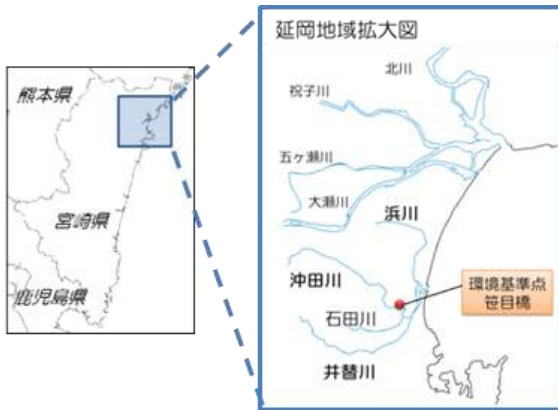 熊本県
宮崎県
鹿児島県
延岡地域拡大図
北川
祝子川
五ヶ瀬川
大瀬川
浜川
沖田川
石田川
井替川
環境基準点
笹目橋